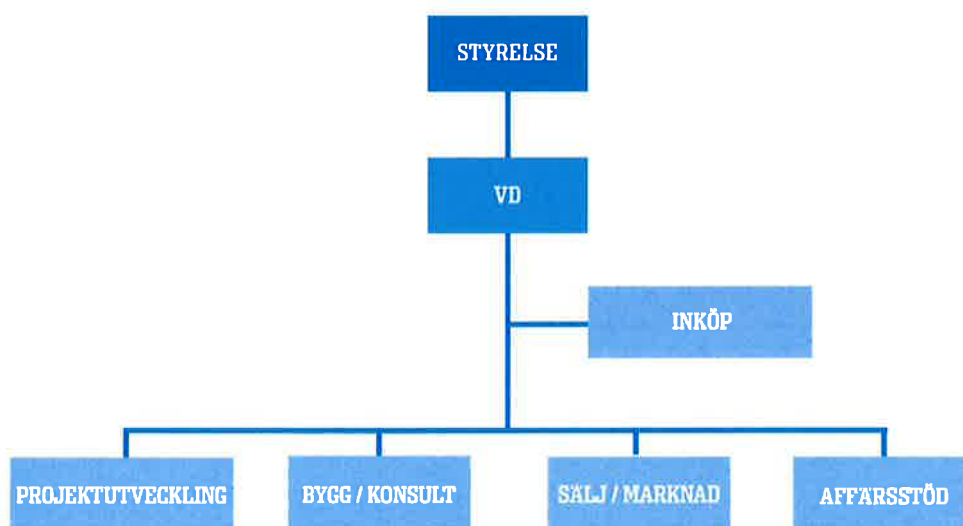 STYRELSE
VD
INKÖP
PROJEKTUTVECKLING
BYGG / KONSULT
SÄLJ / MARKNAD
AFFÄRSSTÖD